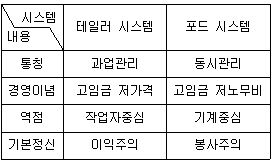 시스템 테일러 시스템 포드 시스템
내용
통칭 과업관리 동시관리
경영이념 고임금 저가격 고임금 저노무비
역점 작업자중심 기계중심
기본정신 이익주의 봉사주의